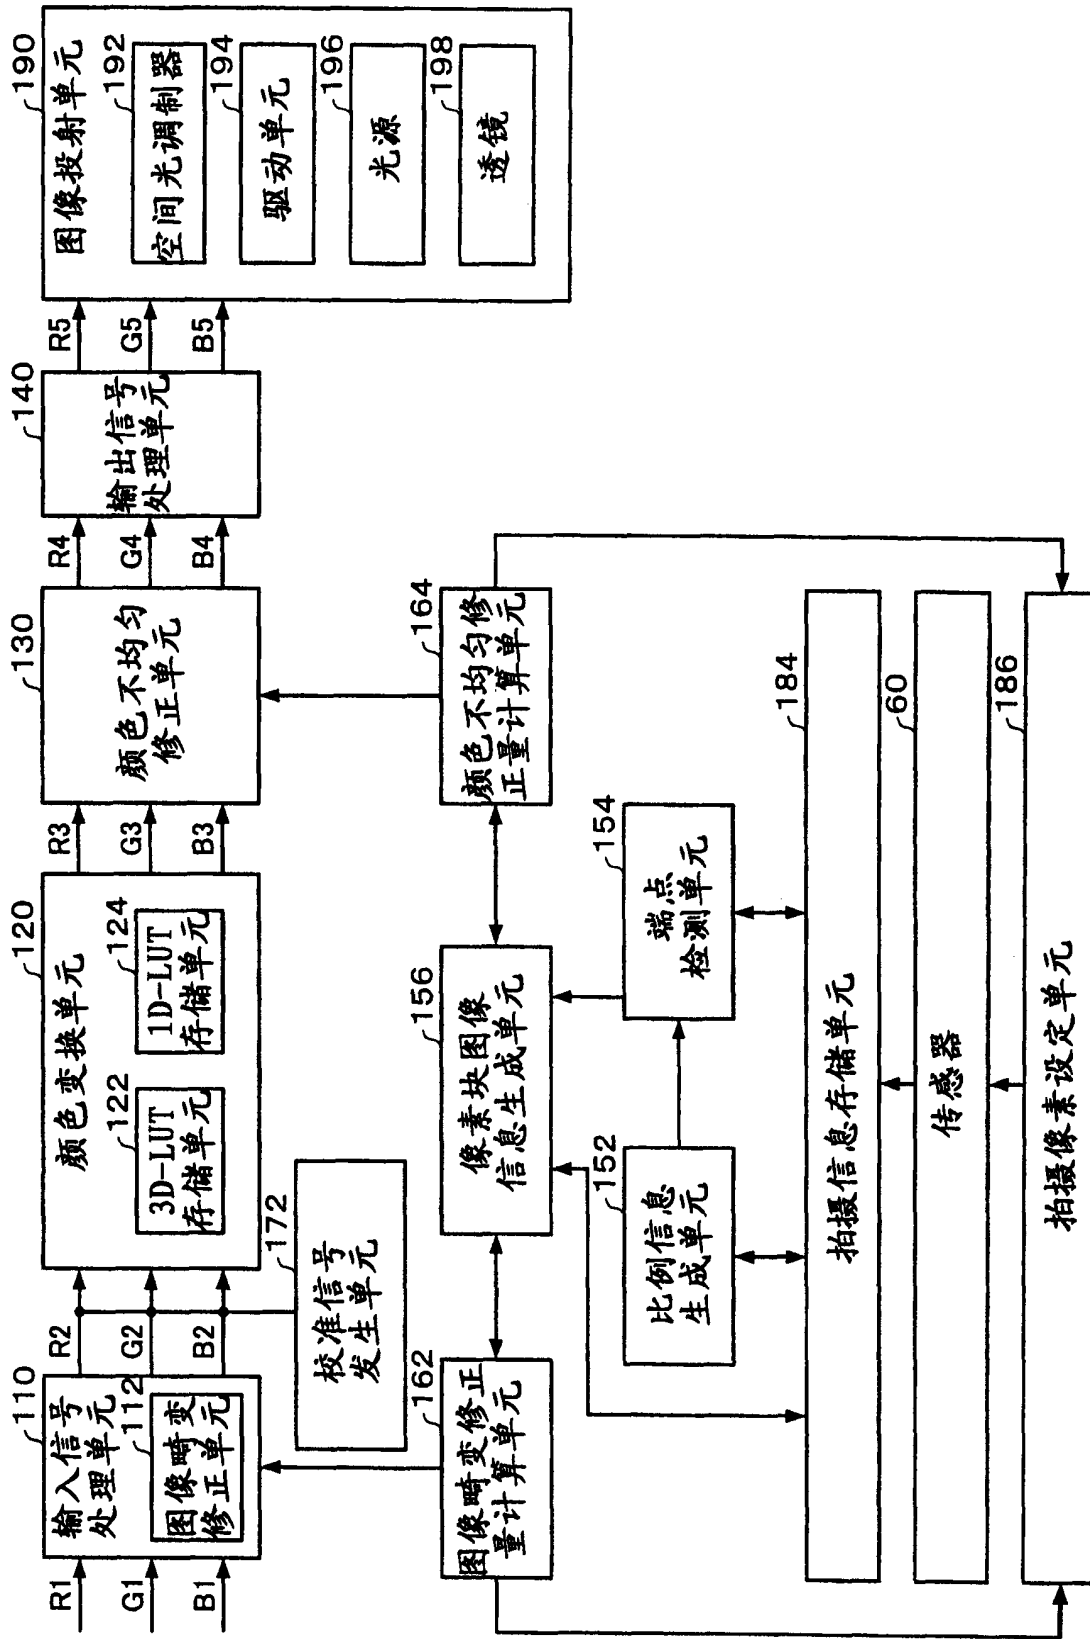 R1
G1
B1
110
输入信号
处理单元
112
图像畸变
修正单元
R2
G2
B2
120
颜色变换单元
122
3D-LUT
存储单元
124
1D-LUT
存储单元
R3
G3
B3
130
颜色不均匀
修正单元
R4
G4
B4
140
输出信号
处理单元
R5
G5
B5
190
图像投射单元
192
空间光调制器
194
驱动单元
196
光源
198
透镜
172
校准信号
发生单元
162
图像畸变修正
量计算单元
156
像素块图像
信息生成单元
164
颜色不均匀修
正量计算单元
152
比例信息
生成单元
154
端点
检测单元
184
拍摄信息存储单元
60
传感器
186
拍摄像素设定单元